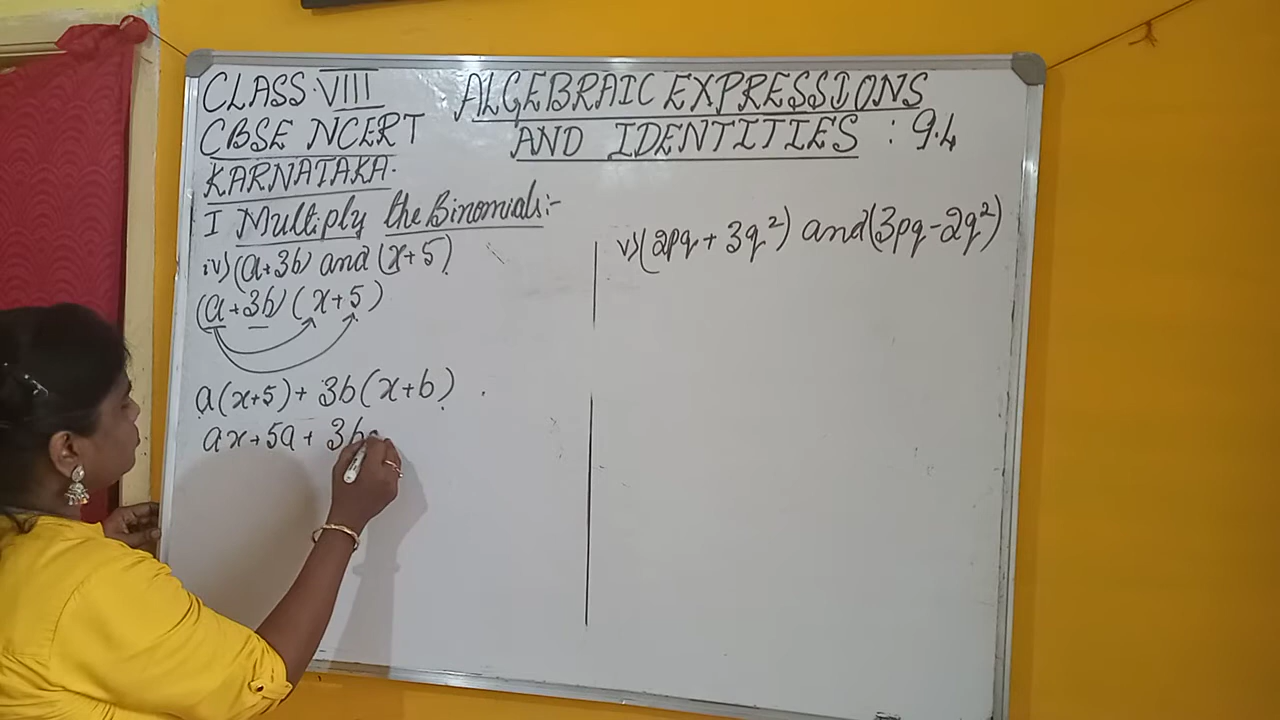 CLASS VIII
CBSE NCERT
KARNATAKA.
ALGEBRAIC EXPRESSIONS
AND IDENTITIES : 9.4
I Multiply the Binomials:-
iv) (a+3b) and (x+5)
(a+3b)(x+5)
a(x+5)+ 3b(x+b)
ax+5a+ 3b
v) (2pq+3q²) and (3pq-2q²)